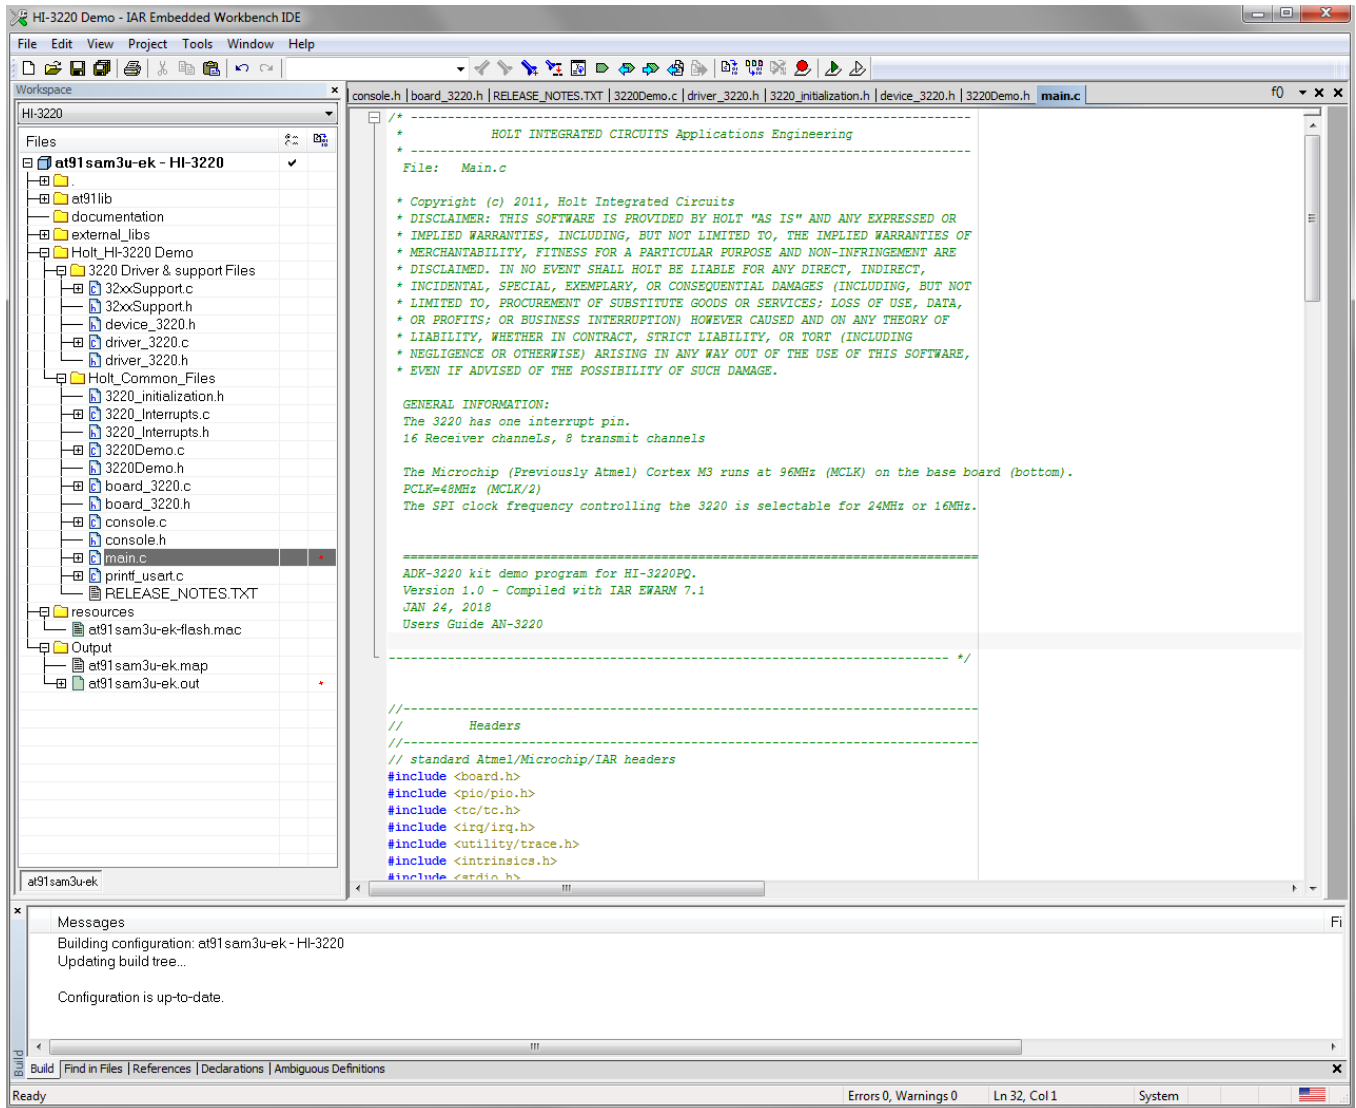 HI-3220 Demo - IAR Embedded Workbench IDE
File Edit View Project Tools Window Help
Workspace
HI-3220
Files
at91sam3u-ek - HI-3220
.
at91lib
documentation
external_libs
Holt_HI-3220 Demo
3220 Driver & support Files
32xxSupport.c
32xxSupport.h
device_3220.h
driver_3220.c
driver_3220.h
Holt_Common_Files
3220_initialization.h
3220_Interrupts.c
3220_Interrupts.h
3220Demo.c
3220Demo.h
board_3220.c
board_3220.h
console.c
console.h
main.c
printf_usart.c
RELEASE_NOTES.TXT
resources
at91sam3u-ek-flash.mac
Output
at91sam3u-ek.map
at91sam3u-ek.out
at91sam3u-ek
console.h | board_3220.h | RELEASE_NOTES.TXT | 3220Demo.c | driver_3220.h | 3220_initialization.h | device_3220.h | 3220Demo.h main.c f()
/* ---------------------------------------------------------------------------
* HOLT INTEGRATED CIRCUITS Applications Engineering
* ---------------------------------------------------------------------------
File: Main.c
* Copyright (c) 2011, Holt Integrated Circuits
* DISCLAIMER: THIS SOFTWARE IS PROVIDED BY HOLT "AS IS" AND ANY EXPRESSED OR
* IMPLIED WARRANTIES, INCLUDING, BUT NOT LIMITED TO, THE IMPLIED WARRANTIES OF
* MERCHANTABILITY, FITNESS FOR A PARTICULAR PURPOSE AND NON-INFRINGEMENT ARE
* DISCLAIMED. IN NO EVENT SHALL HOLT BE LIABLE FOR ANY DIRECT, INDIRECT,
* INCIDENTAL, SPECIAL, EXEMPLARY, OR CONSEQUENTIAL DAMAGES (INCLUDING, BUT NOT
* LIMITED TO, PROCUREMENT OF SUBSTITUTE GOODS OR SERVICES; LOSS OF USE, DATA,
* OR PROFITS; OR BUSINESS INTERRUPTION) HOWEVER CAUSED AND ON ANY THEORY OF
* LIABILITY, WHETHER IN CONTRACT, STRICT LIABILITY, OR TORT (INCLUDING
* NEGLIGENCE OR OTHERWISE) ARISING IN ANY WAY OUT OF THE USE OF THIS SOFTWARE,
* EVEN IF ADVISED OF THE POSSIBILITY OF SUCH DAMAGE.
GENERAL INFORMATION:
The 3220 has one interrupt pin.
16 Receiver channeLs, 8 transmit channels
The Microchip (Previously Atmel) Cortex M3 runs at 96MHz (MCLK) on the base board (bottom).
PCLK=48MHz (MCLK/2)
The SPI clock frequency controlling the 3220 is selectable for 24MHz or 16MHz.
==============================================================================
ADK-3220 kit demo program for HI-3220PQ.
Version 1.0 - Compiled with IAR EWARM 7.1
JAN 24, 2018
Users Guide AN-3220
--------------------------------------------------------------------------- */
//-----------------------------------------------------------------------------
// Headers
//-----------------------------------------------------------------------------
// standard Atmel/Microchip/IAR headers
#include <board.h>
#include <pio/pio.h>
#include <tc/tc.h>
#include <irq/irq.h>
#include <utility/trace.h>
#include <intrinsics.h>
#include <stdio.h>
Messages Fi
Building configuration: at91sam3u-ek - HI-3220
Updating build tree...
Configuration is up-to-date.
Build
Build Find in Files | References | Declarations | Ambiguous Definitions
Ready Errors 0, Warnings 0 Ln 32, Col 1 System